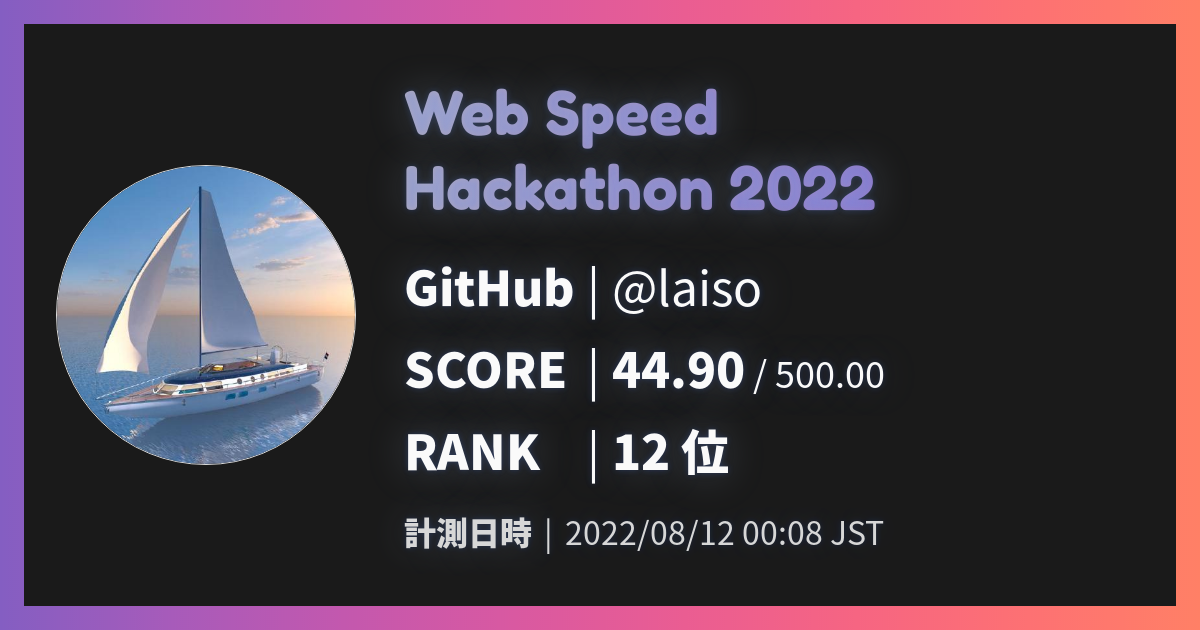 Web Speed
Hackathon 2022
GitHub | @laiso
SCORE | 44.90 / 500.00
RANK | 12 位
計測日時 | 2022/08/12 00:08 JST